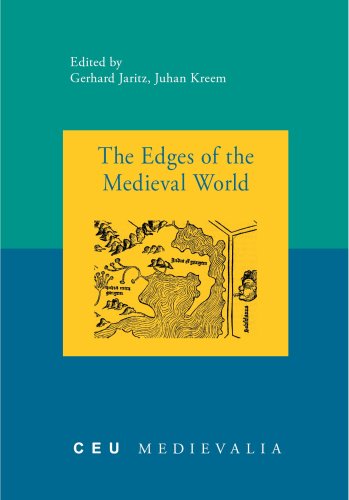 Edited by
Gerhard Jaritz, Juhan Kreem
The Edges of the
Medieval World
CEU MEDIEVALIA